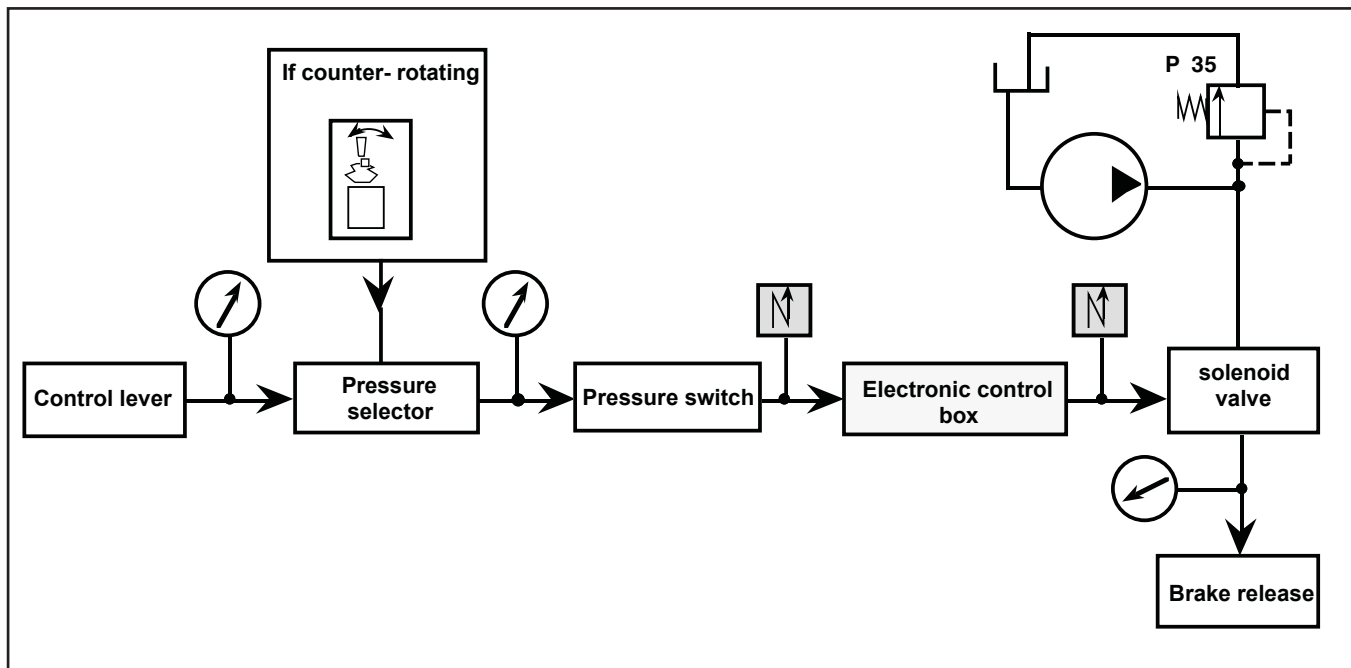 If counter- rotating
P 35
Control lever
Pressure
selector
Pressure switch
Electronic control
box
solenoid
valve
Brake release